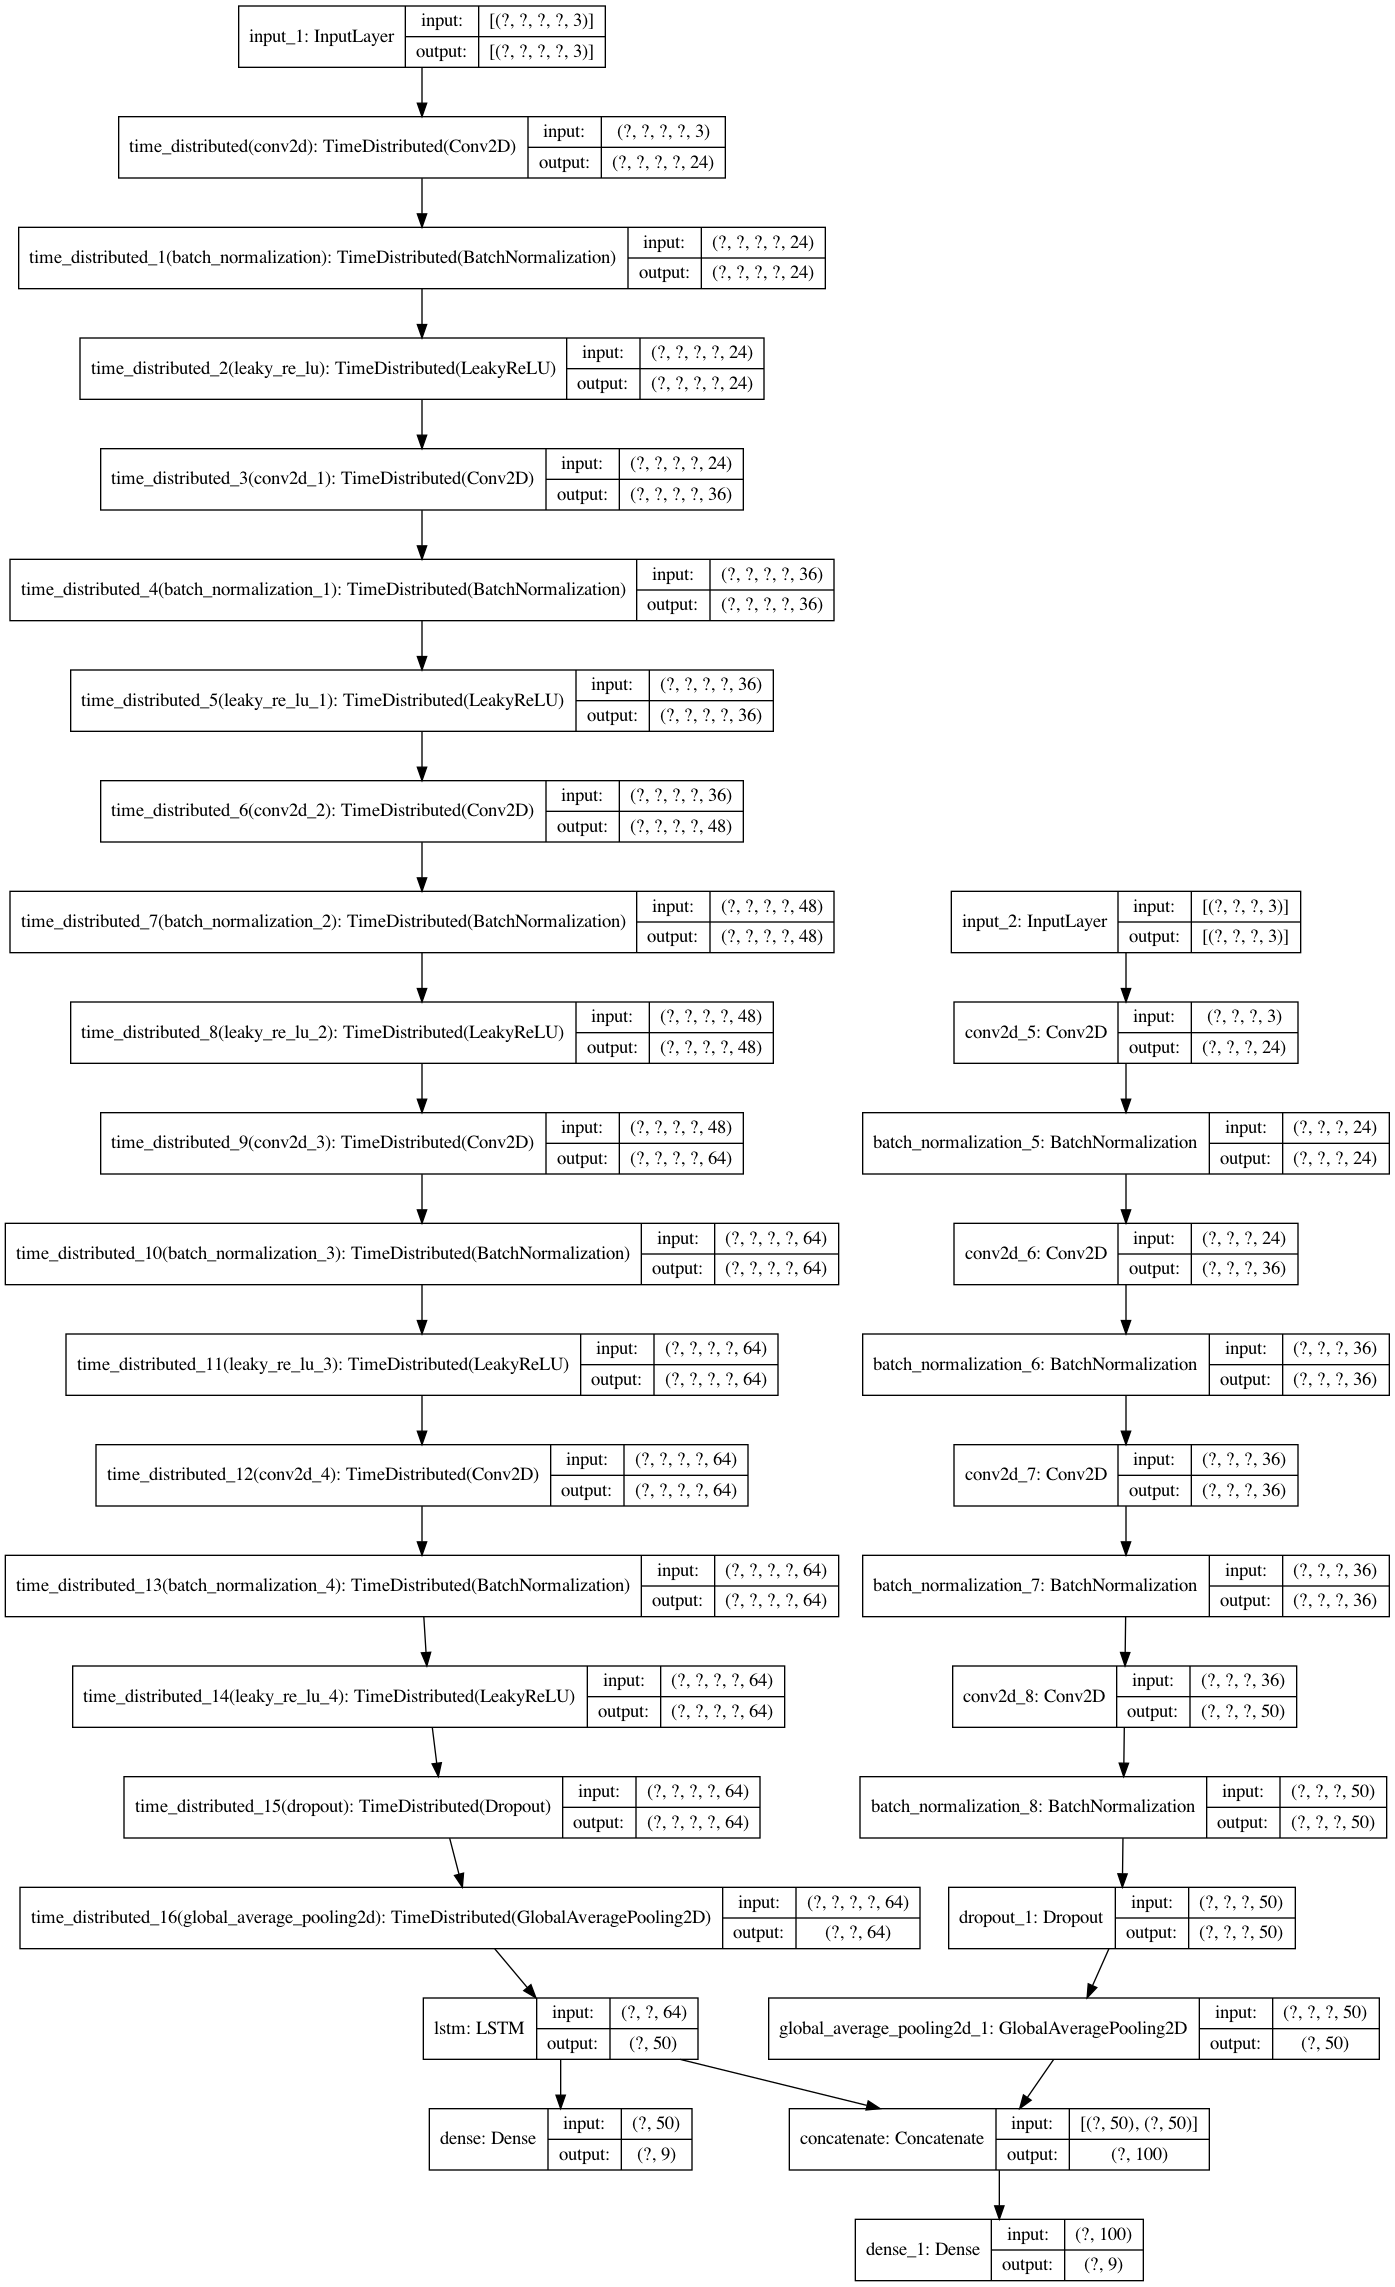 input_1: InputLayer
input: [(?, ?, ?, ?, 3)]
output: [(?, ?, ?, ?, 3)]
time_distributed(conv2d): TimeDistributed(Conv2D)
input: (?, ?, ?, ?, 3)
output: (?, ?, ?, ?, 24)
time_distributed_1(batch_normalization): TimeDistributed(BatchNormalization)
input: (?, ?, ?, ?, 24)
output: (?, ?, ?, ?, 24)
time_distributed_2(leaky_re_lu): TimeDistributed(LeakyReLU)
input: (?, ?, ?, ?, 24)
output: (?, ?, ?, ?, 24)
time_distributed_3(conv2d_1): TimeDistributed(Conv2D)
input: (?, ?, ?, ?, 24)
output: (?, ?, ?, ?, 36)
time_distributed_4(batch_normalization_1): TimeDistributed(BatchNormalization)
input: (?, ?, ?, ?, 36)
output: (?, ?, ?, ?, 36)
time_distributed_5(leaky_re_lu_1): TimeDistributed(LeakyReLU)
input: (?, ?, ?, ?, 36)
output: (?, ?, ?, ?, 36)
time_distributed_6(conv2d_2): TimeDistributed(Conv2D)
input: (?, ?, ?, ?, 36)
output: (?, ?, ?, ?, 48)
time_distributed_7(batch_normalization_2): TimeDistributed(BatchNormalization)
input: (?, ?, ?, ?, 48)
output: (?, ?, ?, ?, 48)
time_distributed_8(leaky_re_lu_2): TimeDistributed(LeakyReLU)
input: (?, ?, ?, ?, 48)
output: (?, ?, ?, ?, 48)
time_distributed_9(conv2d_3): TimeDistributed(Conv2D)
input: (?, ?, ?, ?, 48)
output: (?, ?, ?, ?, 64)
time_distributed_10(batch_normalization_3): TimeDistributed(BatchNormalization)
input: (?, ?, ?, ?, 64)
output: (?, ?, ?, ?, 64)
time_distributed_11(leaky_re_lu_3): TimeDistributed(LeakyReLU)
input: (?, ?, ?, ?, 64)
output: (?, ?, ?, ?, 64)
time_distributed_12(conv2d_4): TimeDistributed(Conv2D)
input: (?, ?, ?, ?, 64)
output: (?, ?, ?, ?, 64)
time_distributed_13(batch_normalization_4): TimeDistributed(BatchNormalization)
input: (?, ?, ?, ?, 64)
output: (?, ?, ?, ?, 64)
time_distributed_14(leaky_re_lu_4): TimeDistributed(LeakyReLU)
input: (?, ?, ?, ?, 64)
output: (?, ?, ?, ?, 64)
time_distributed_15(dropout): TimeDistributed(Dropout)
input: (?, ?, ?, ?, 64)
output: (?, ?, ?, ?, 64)
time_distributed_16(global_average_pooling2d): TimeDistributed(GlobalAveragePooling2D)
input: (?, ?, ?, ?, 64)
output: (?, ?, 64)
lstm: LSTM
input: (?, ?, 64)
output: (?, 50)
dense: Dense
input: (?, 50)
output: (?, 9)
input_2: InputLayer
input: [(?, ?, ?, 3)]
output: [(?, ?, ?, 3)]
conv2d_5: Conv2D
input: (?, ?, ?, 3)
output: (?, ?, ?, 24)
batch_normalization_5: BatchNormalization
input: (?, ?, ?, 24)
output: (?, ?, ?, 24)
conv2d_6: Conv2D
input: (?, ?, ?, 24)
output: (?, ?, ?, 36)
batch_normalization_6: BatchNormalization
input: (?, ?, ?, 36)
output: (?, ?, ?, 36)
conv2d_7: Conv2D
input: (?, ?, ?, 36)
output: (?, ?, ?, 36)
batch_normalization_7: BatchNormalization
input: (?, ?, ?, 36)
output: (?, ?, ?, 36)
conv2d_8: Conv2D
input: (?, ?, ?, 36)
output: (?, ?, ?, 50)
batch_normalization_8: BatchNormalization
input: (?, ?, ?, 50)
output: (?, ?, ?, 50)
dropout_1: Dropout
input: (?, ?, ?, 50)
output: (?, ?, ?, 50)
global_average_pooling2d_1: GlobalAveragePooling2D
input: (?, ?, ?, 50)
output: (?, 50)
concatenate: Concatenate
input: [(?, 50), (?, 50)]
output: (?, 100)
dense_1: Dense
input: (?, 100)
output: (?, 9)